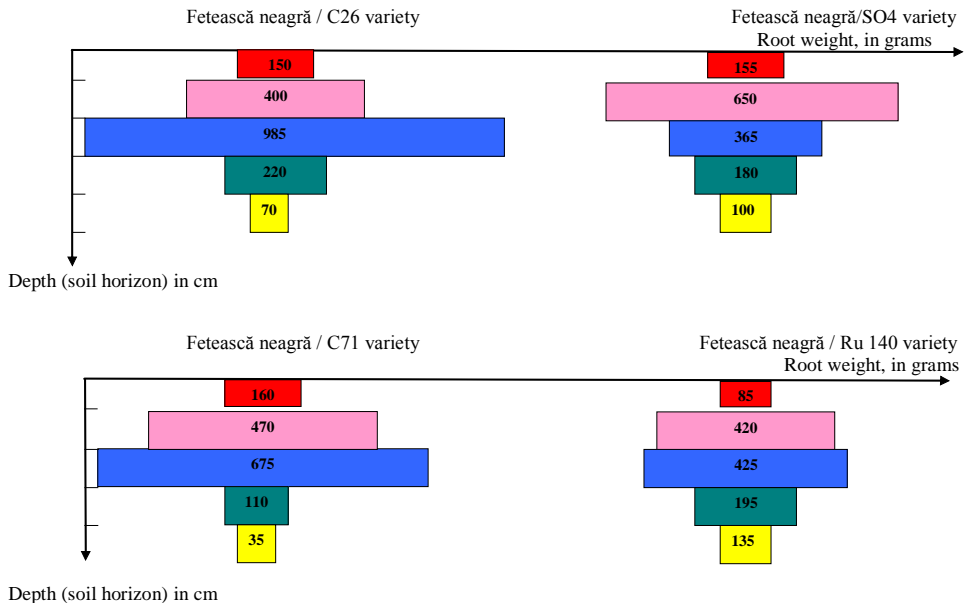 Fetească neagră / C26 variety
Fetească neagră/SO4 variety
Root weight, in grams
150
155
400
650
985
365
220
180
70
100
Depth (soil horizon) in cm
Fetească neagră / C71 variety
Fetească neagră / Ru 140 variety
Root weight, in grams
160
85
470
420
675
425
110
195
35
135
Depth (soil horizon) in cm